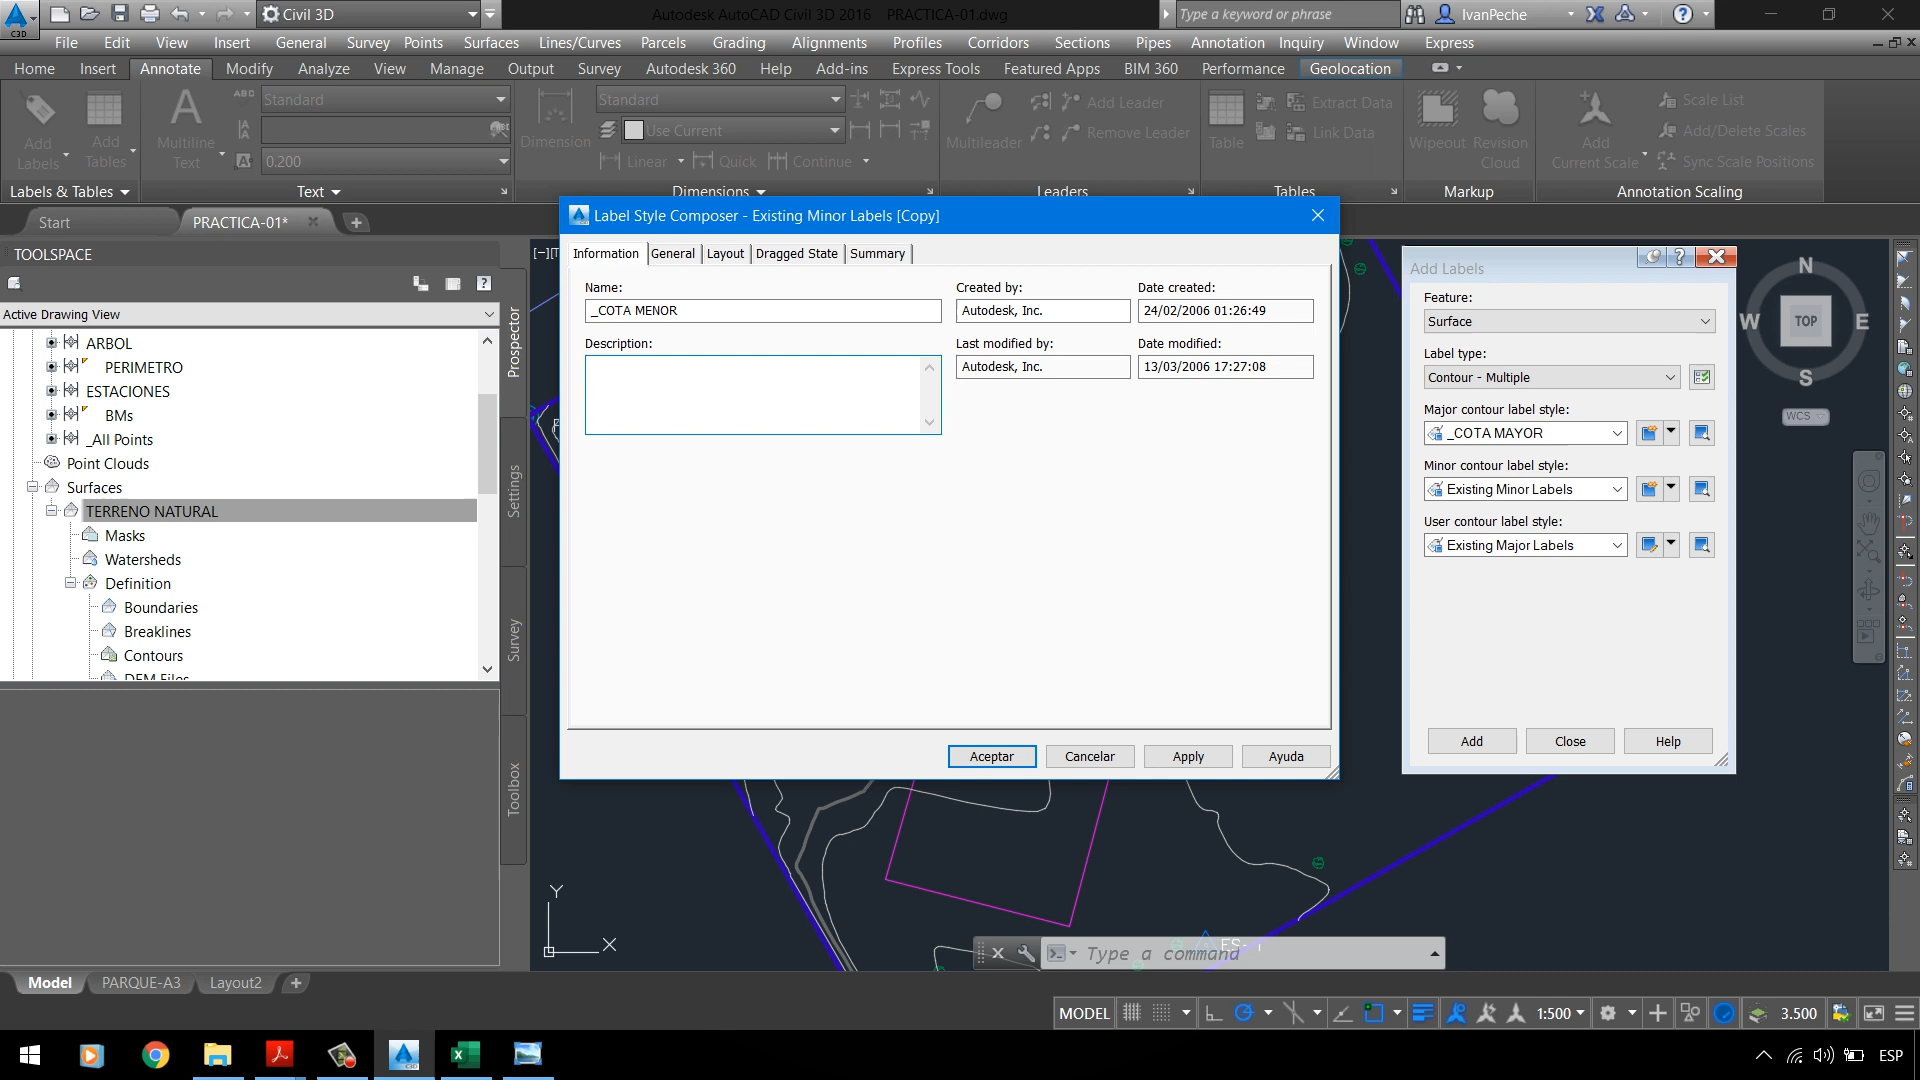 Civil 3D
Autodesk AutoCAD Civil 3D 2016 PRACTICA-01.dwg
Type a keyword or phrase
IvanPeche
C3D
File Edit View Insert General Survey Points Surfaces Lines/Curves Parcels Grading Alignments Profiles Corridors Sections Pipes Annotation Inquiry Window Express
Home Insert Annotate Modify Analyze View Manage Output Survey Autodesk 360 Help Add-ins Express Tools Featured Apps BIM 360 Performance Geolocation
Add Labels
Add Tables
Labels & Tables
Multiline Text
ABC
Standard
0.200
Text
Dimension
Standard
Use Current
Linear Quick Continue
Dimensions
Multileader
Add Leader
Remove Leader
Leaders
Table
Extract Data
Link Data
Tables
Wipeout
Revision Cloud
Markup
Add Current Scale
Scale List
Add/Delete Scales
Sync Scale Positions
Annotation Scaling
Start
PRACTICA-01*
TOOLSPACE
Active Drawing View
ARBOL
PERIMETRO
ESTACIONES
BMs
_All Points
Point Clouds
Surfaces
TERRENO NATURAL
Masks
Watersheds
Definition
Boundaries
Breaklines
Contours
DEM Files
Prospector
Settings
Survey
Toolbox
Label Style Composer - Existing Minor Labels [Copy]
Information General Layout Dragged State Summary
Name:
_COTA MENOR
Created by:
Autodesk, Inc.
Date created:
24/02/2006 01:26:49
Description:
Last modified by:
Autodesk, Inc.
Date modified:
13/03/2006 17:27:08
Aceptar Cancelar Apply Ayuda
Add Labels
Feature:
Surface
Label type:
Contour - Multiple
Major contour label style:
_COTA MAYOR
Minor contour label style:
Existing Minor Labels
User contour label style:
Existing Major Labels
Add Close Help
N
W TOP E
S
WCS
Y
X
Type a command
Model PARQUE-A3 Layout2
MODEL
1:500
3.500
ESP